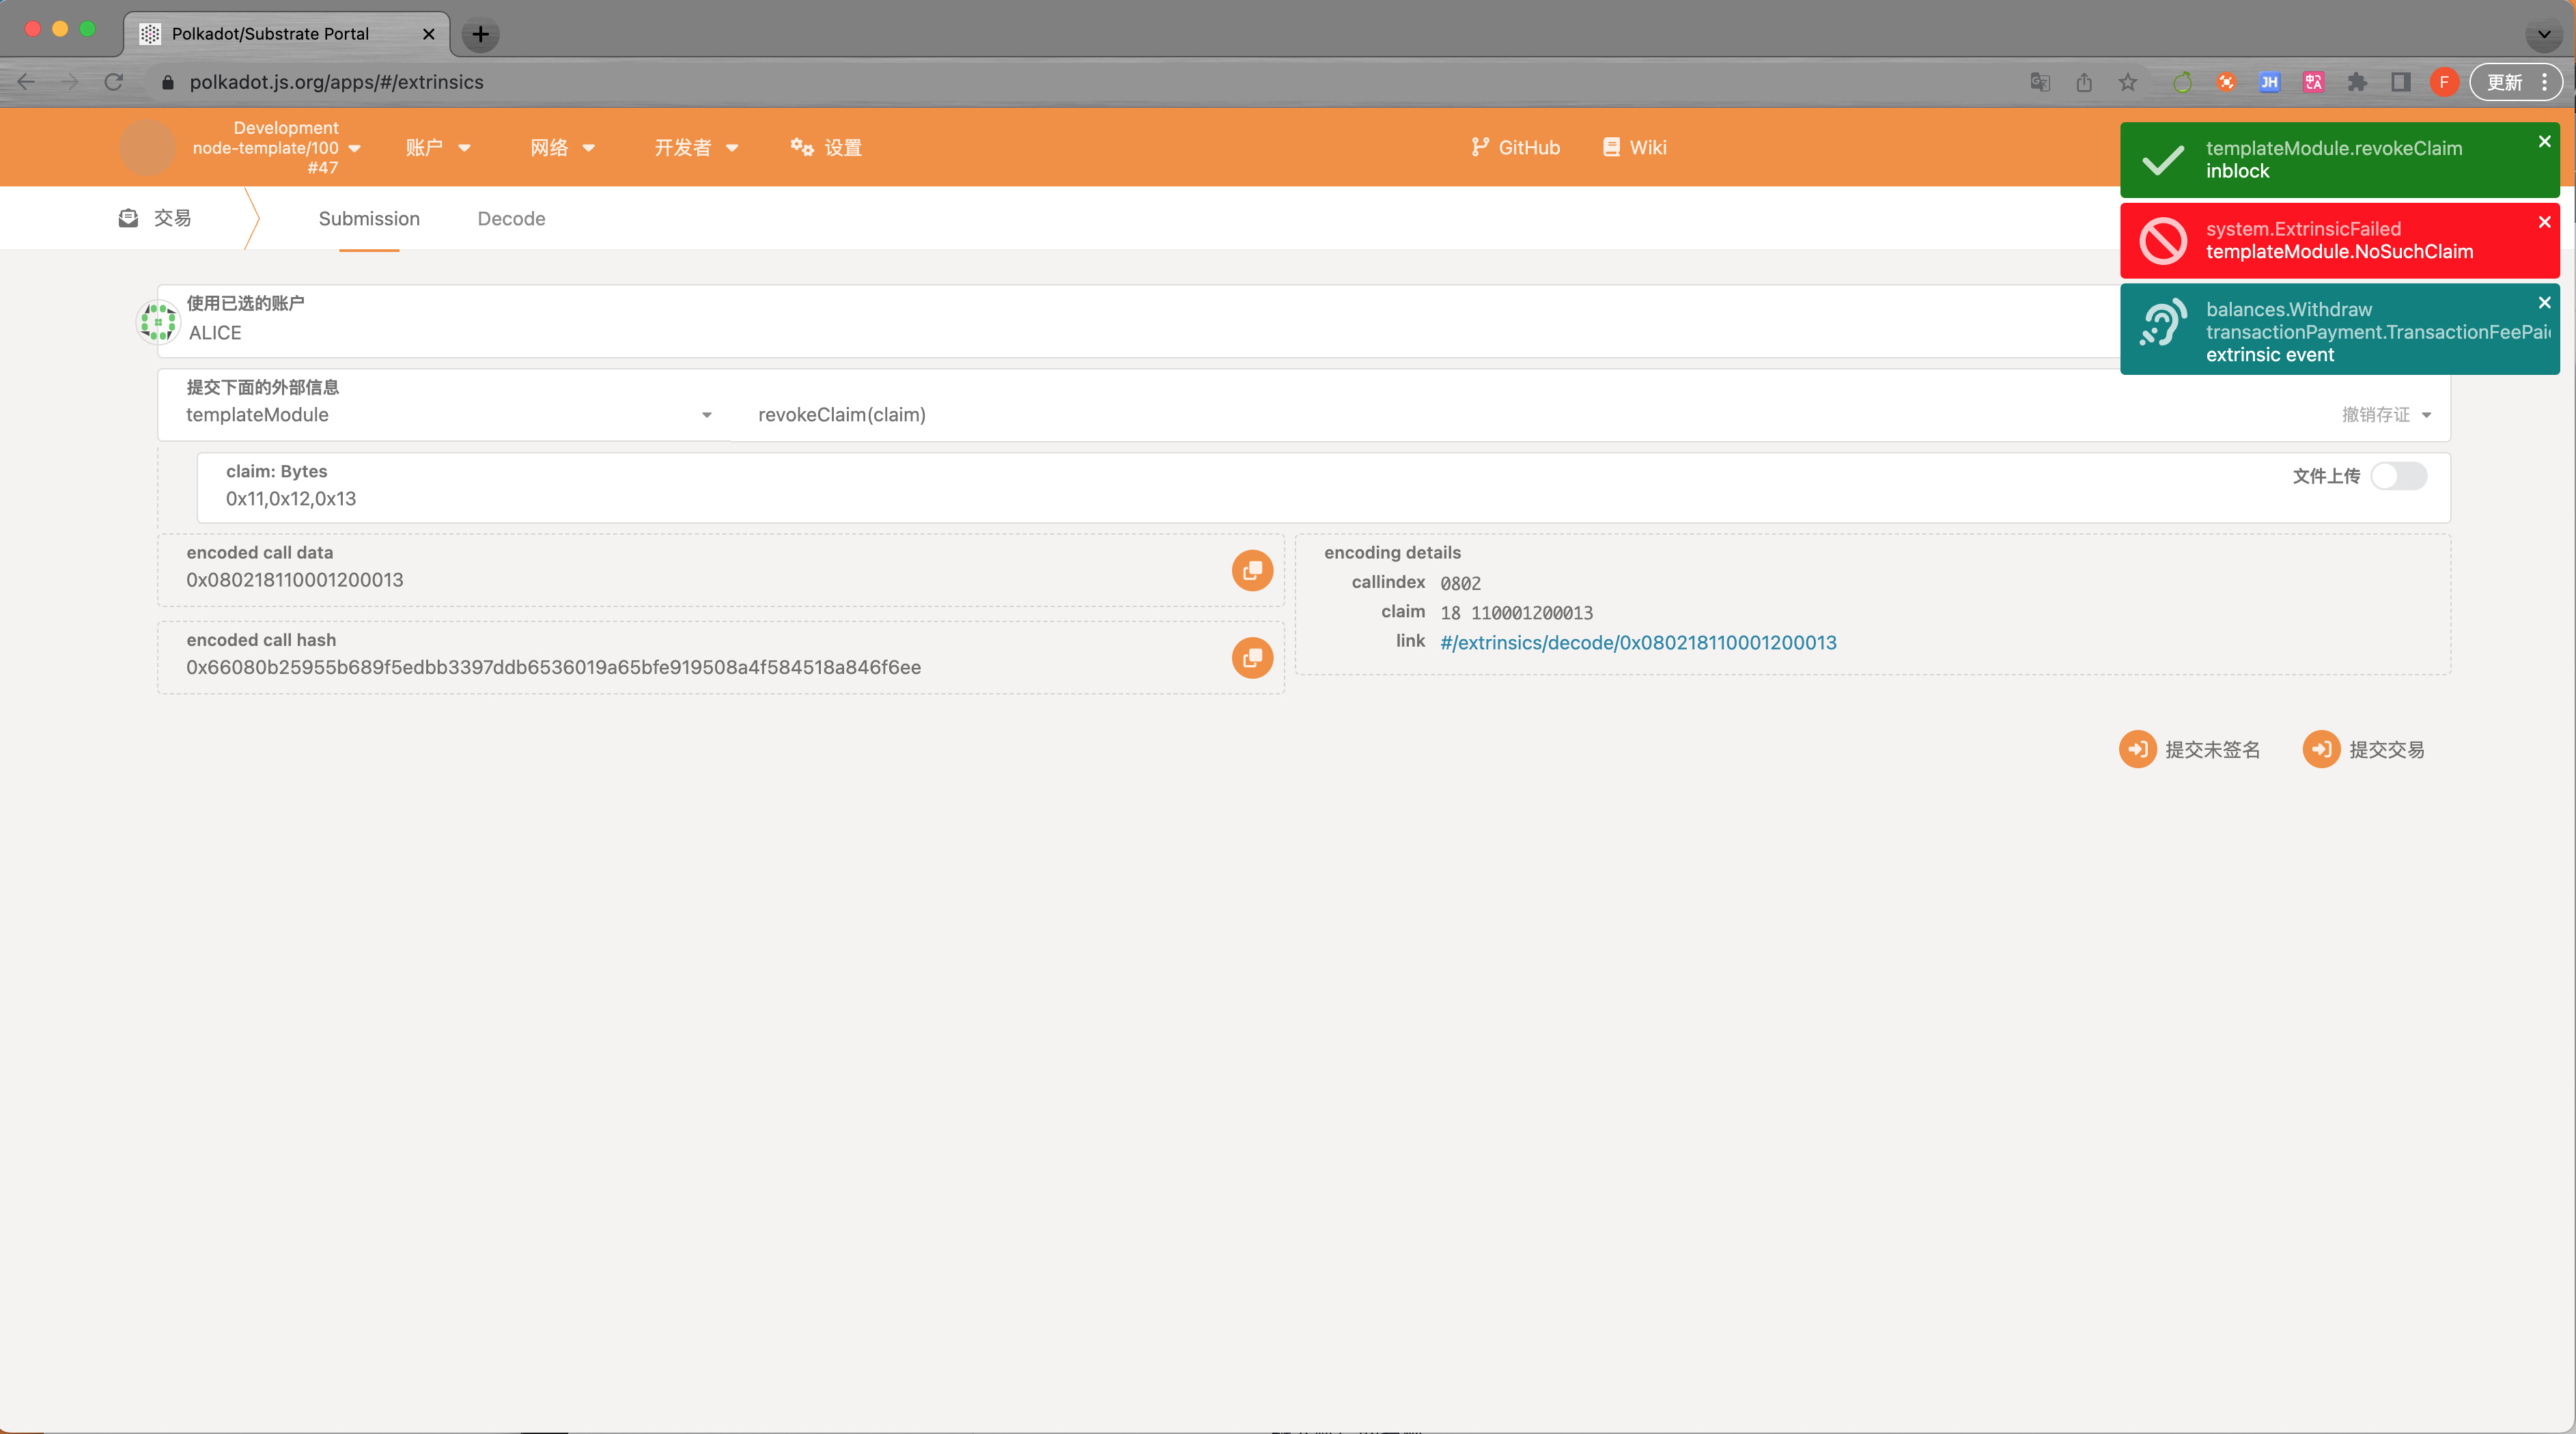 Polkadot/Substrate Portal
polkadot.js.org/apps/#/extrinsics
JH
F
更新
Development
node-template/100
#47
账户
网络
开发者
设置
GitHub
Wiki
templateModule.revokeClaim
inblock
system.ExtrinsicFailed
templateModule.NoSuchClaim
balances.Withdraw
transactionPayment.TransactionFeePai
extrinsic event
交易
Submission
Decode
使用已选的账户
ALICE
提交下面的外部信息
templateModule
revokeClaim(claim)
撤销存证
claim: Bytes
0x11,0x12,0x13
文件上传
encoded call data
0x080218110001200013
encoding details
callindex 0802
claim 18 110001200013
link #/extrinsics/decode/0x080218110001200013
encoded call hash
0x66080b25955b689f5edbb3397ddb6536019a65bfe919508a4f584518a846f6ee
提交未签名
提交交易